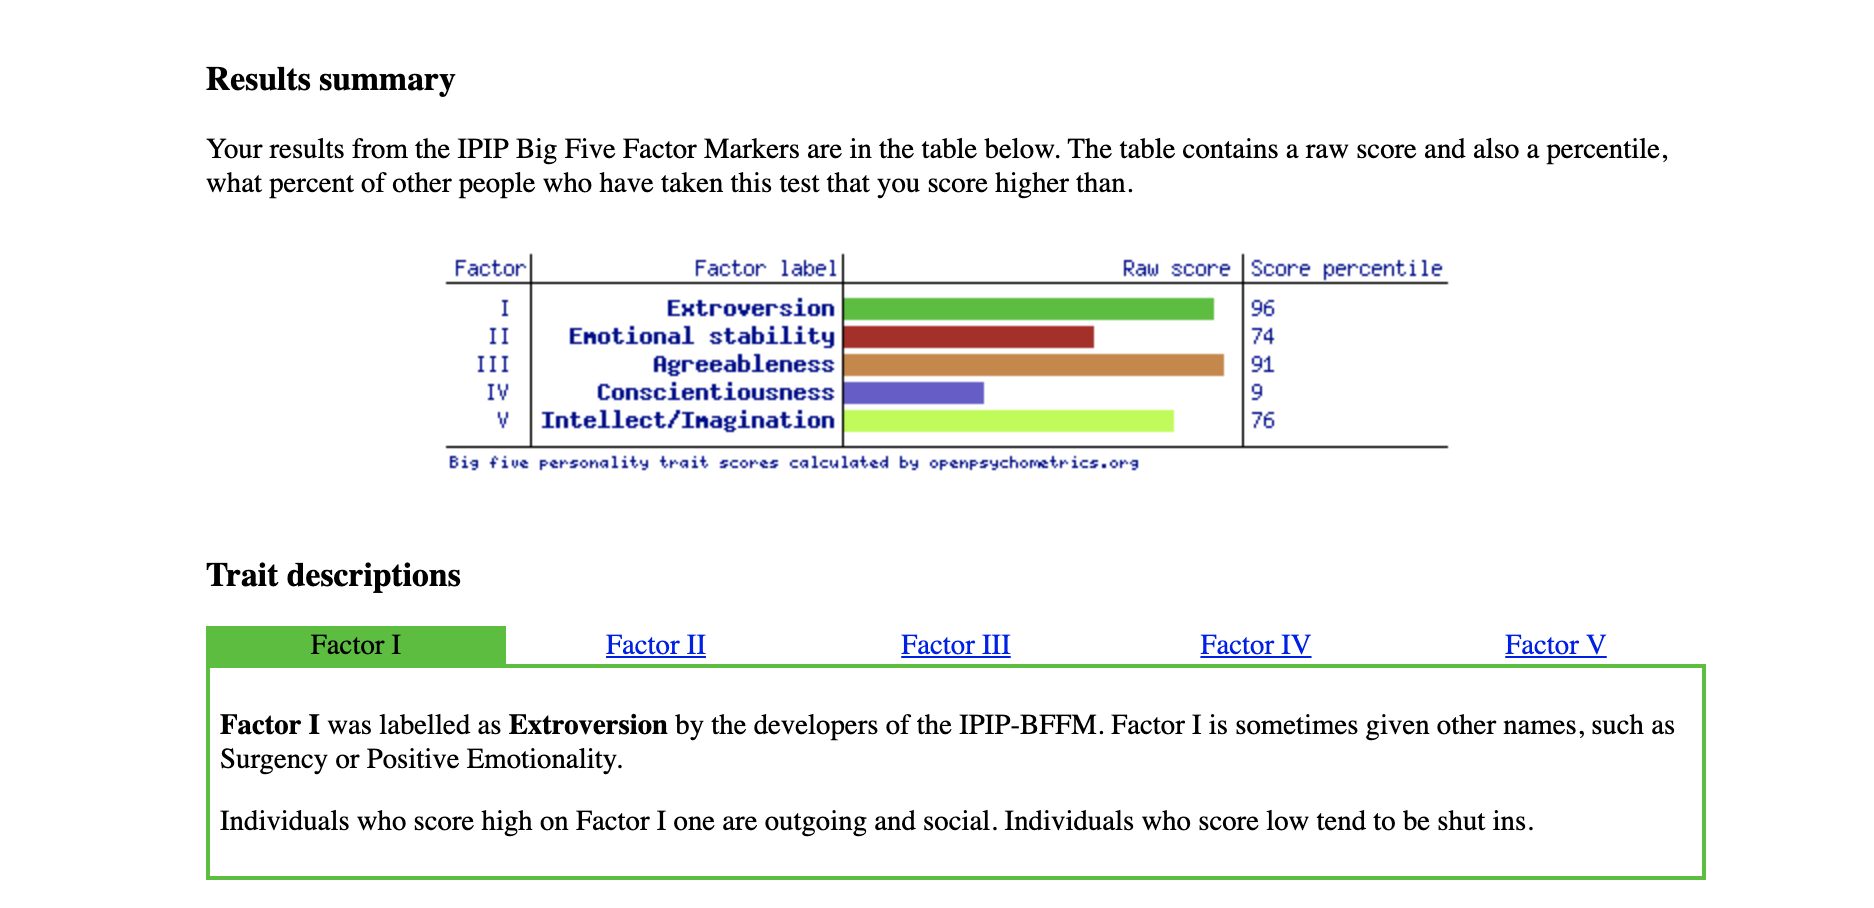 Results summary
Your results from the IPIP Big Five Factor Markers are in the table below. The table contains a raw score and also a percentile,
what percent of other people who have taken this test that you score higher than.
Factor Factor label Raw score Score percentile
I Extroversion 96
II Emotional stability 74
III Agreeableness 91
IV Conscientiousness 9
V Intellect/Imagination 76
Big five personality trait scores calculated by openpsychometrics.org
Trait descriptions
Factor I Factor II Factor III Factor IV Factor V
Factor I was labelled as Extroversion by the developers of the IPIP-BFFM. Factor I is sometimes given other names, such as
Surgency or Positive Emotionality.
Individuals who score high on Factor I one are outgoing and social. Individuals who score low tend to be shut ins.